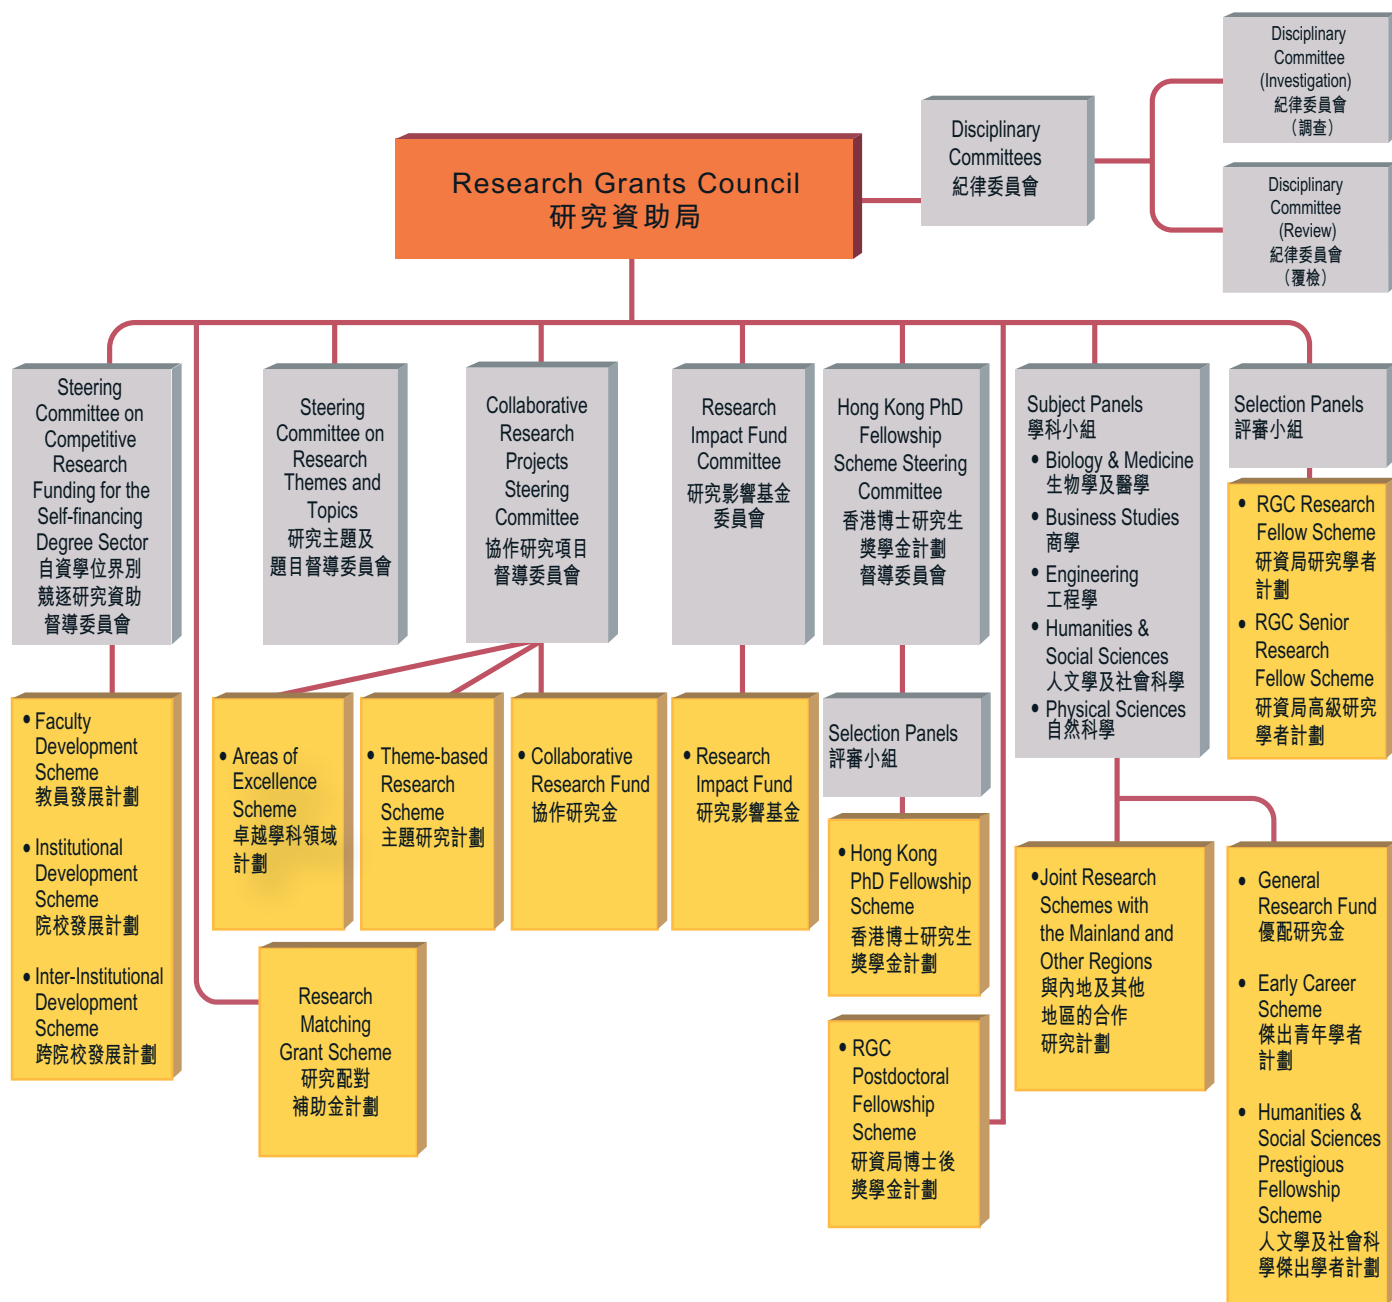 Research Grants Council
研究資助局
Disciplinary
Committees
紀律委員會
Disciplinary
Committee
(Investigation)
紀律委員會
（調查）
Disciplinary
Committee
(Review)
紀律委員會
（覆檢）
Steering
Committee on
Competitive
Research
Funding for the
Self-financing
Degree Sector
自資學位界別
競逐研究資助
督導委員會
Steering
Committee on
Research
Themes and
Topics
研究主題及
題目督導委員會
Collaborative
Research
Projects
Steering
Committee
協作研究項目
督導委員會
Research
Impact Fund
Committee
研究影響基金
委員會
Hong Kong PhD
Fellowship
Scheme Steering
Committee
香港博士研究生
獎學金計劃
督導委員會
Subject Panels
學科小組
• Biology & Medicine
生物學及醫學
• Business Studies
商學
• Engineering
工程學
• Humanities &
Social Sciences
人文學及社會科學
• Physical Sciences
自然科學
Selection Panels
評審小組
• RGC Research
Fellow Scheme
研資局研究學者
計劃
• RGC Senior
Research
Fellow Scheme
研資局高級研究
學者計劃
• Faculty
Development
Scheme
教員發展計劃
• Institutional
Development
Scheme
院校發展計劃
• Inter-Institutional
Development
Scheme
跨院校發展計劃
• Areas of
Excellence
Scheme
卓越學科領域
計劃
• Theme-based
Research
Scheme
主題研究計劃
• Collaborative
Research Fund
協作研究金
• Research
Impact Fund
研究影響基金
Selection Panels
評審小組
• Hong Kong
PhD Fellowship
Scheme
香港博士研究生
獎學金計劃
• RGC
Postdoctoral
Fellowship
Scheme
研資局博士後
獎學金計劃
Research
Matching
Grant Scheme
研究配對
補助金計劃
• Joint Research
Schemes with
the Mainland and
Other Regions
與內地及其他
地區的合作
研究計劃
• General
Research Fund
優配研究金
• Early Career
Scheme
傑出青年學者
計劃
• Humanities &
Social Sciences
Prestigious
Fellowship
Scheme
人文學及社會科
學傑出學者計劃